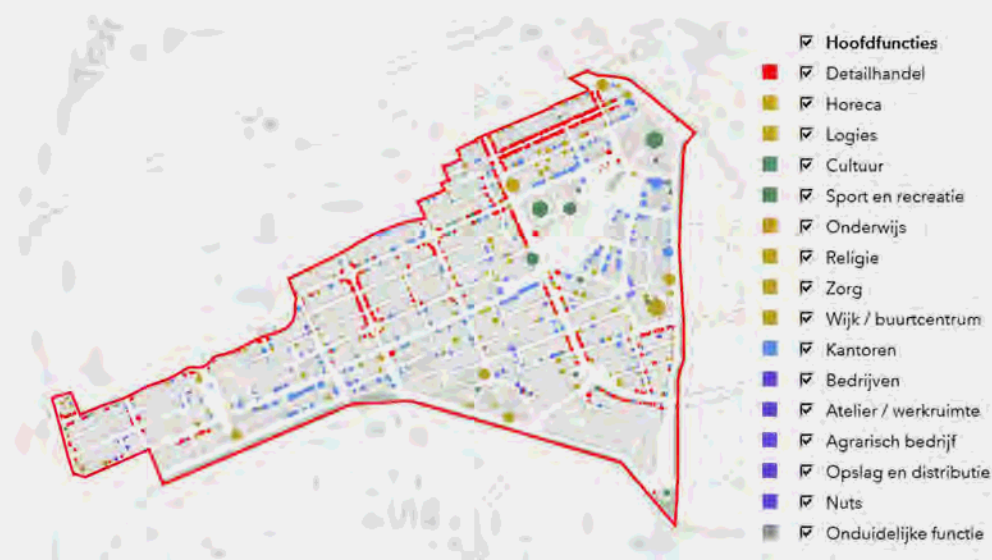 Hoofdfuncties
Detailhandel
Horeca
Logies
Cultuur
Sport en recreatie
Onderwijs
Religie
Zorg
Wijk / buurtcentrum
Kantoren
Bedrijven
Atelier / werkruimte
Agrarisch bedrijf
Opslag en distributie
Nuts
Onduidelijke functie